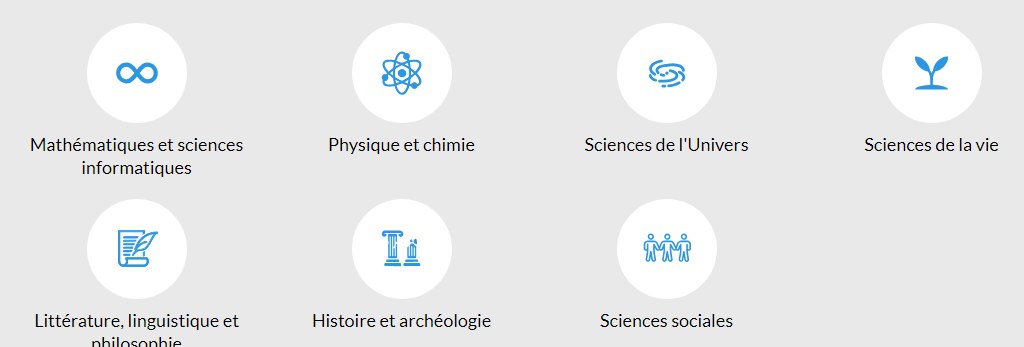 Mathématiques et sciences
informatiques
Physique et chimie
Sciences de l'Univers
Sciences de la vie
Littérature, linguistique et
philosophie
Histoire et archéologie
Sciences sociales